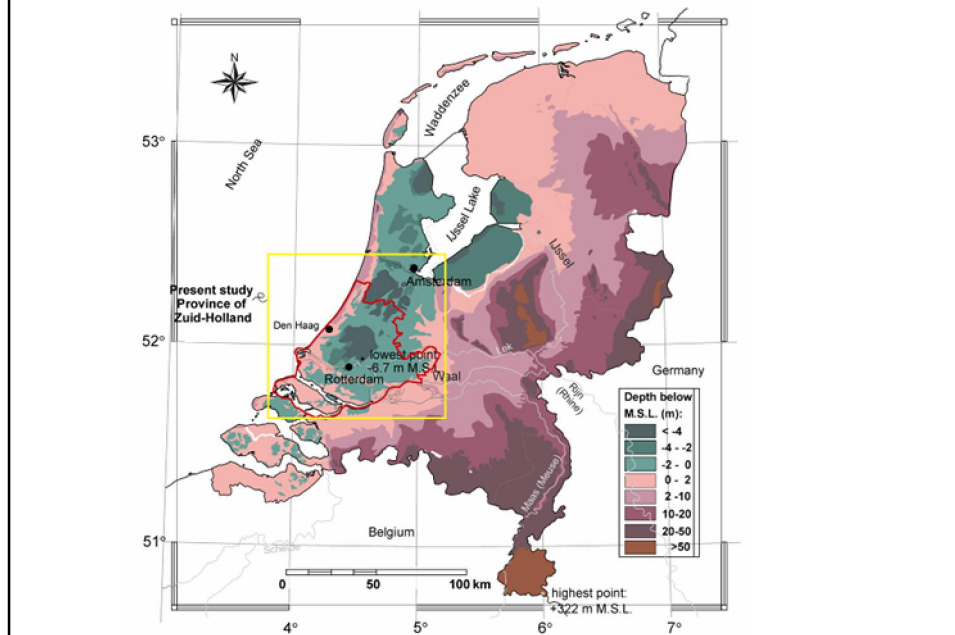 N
Waddenzee
53°
North Sea
IJssel Lake
IJssel
Amsterdam
Present study
Province of
Zuid-Holland
Den Haag
52°
lowest point
-6.7 m M.S.
Lek
Rotterdam
Waal
Germany
Rijn
(Rhine)
Depth below
M.S.L. (m):
< -4
-4 - -2
-2 - 0
0 - 2
2 -10
10-20
20-50
>50
Maas (Meuse)
51°
Belgium
Schelde
0
50
100 km
highest point:
+322 m M.S.L.
4°
5°
6°
7°